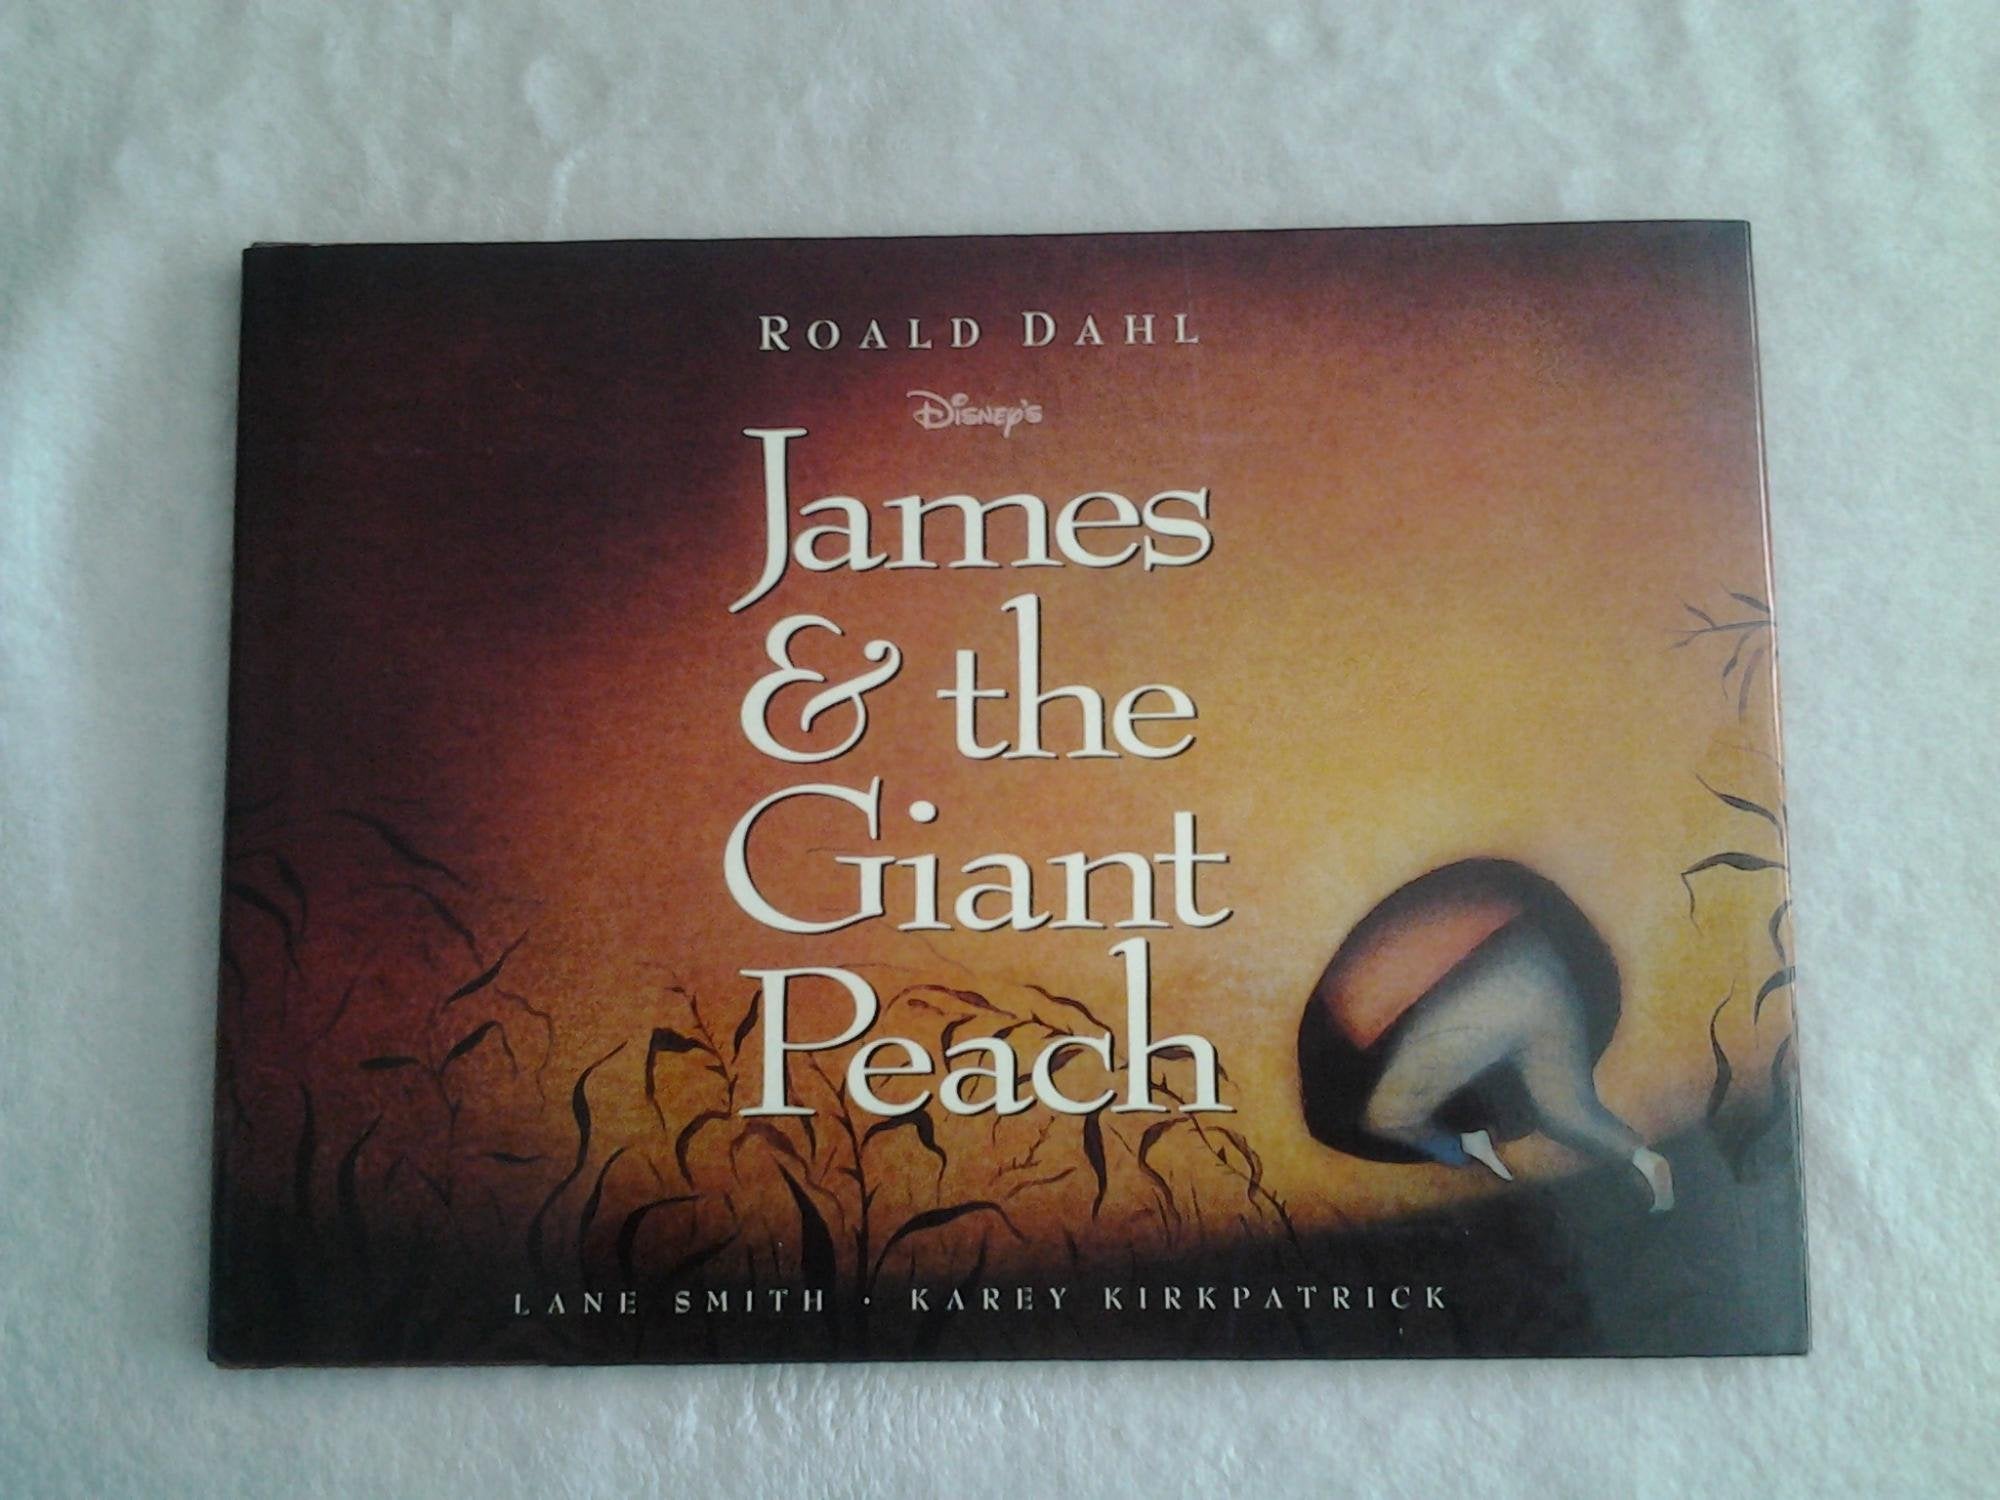 ROALD DAHL
DISNEY'S
James
& the
Giant
Peach
LANE SMITH · KAREY KIRKPATRICK